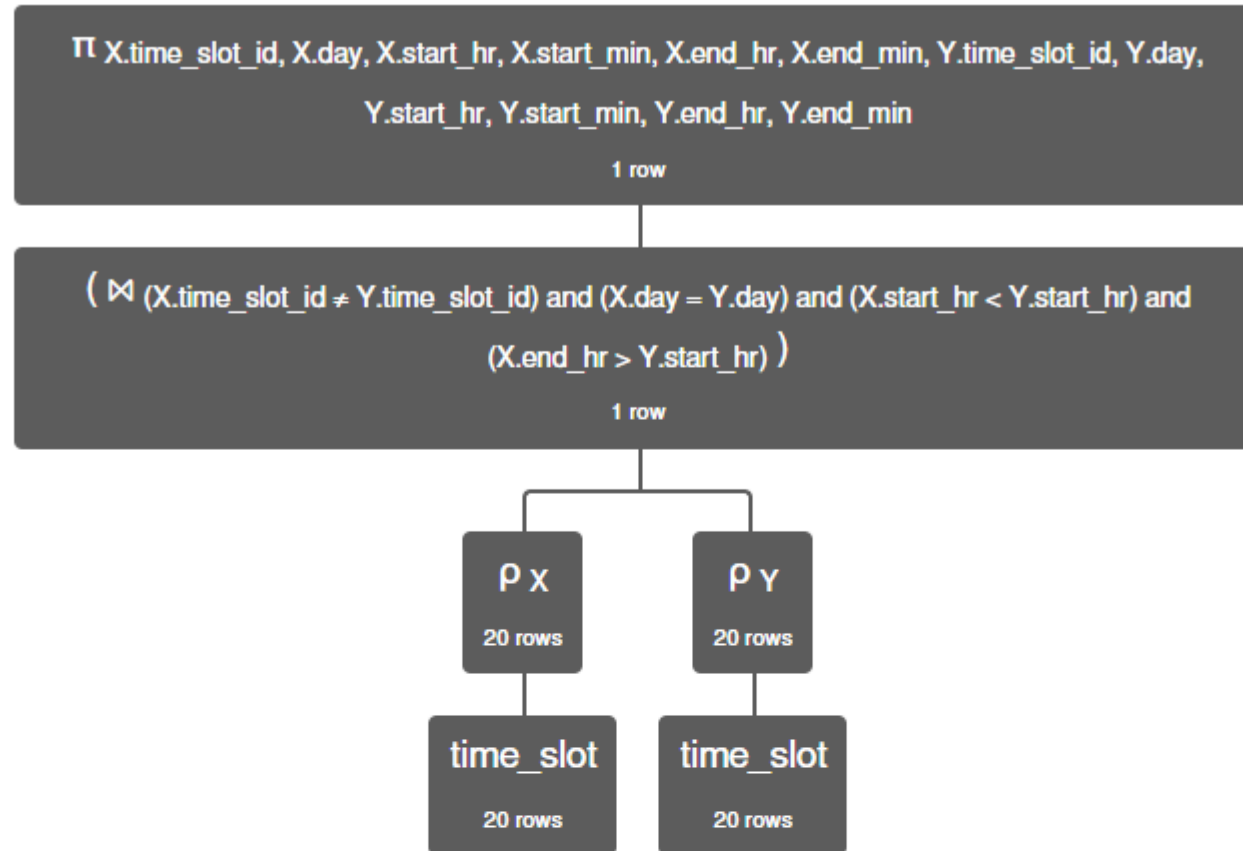 π X.time_slot_id, X.day, X.start_hr, X.start_min, X.end_hr, X.end_min, Y.time_slot_id, Y.day,
Y.start_hr, Y.start_min, Y.end_hr, Y.end_min
1 row
( ⋈ (X.time_slot_id ≠ Y.time_slot_id) and (X.day = Y.day) and (X.start_hr < Y.start_hr) and
(X.end_hr > Y.start_hr) )
1 row
ρ X
ρ Y
20 rows
20 rows
time_slot
time_slot
20 rows
20 rows